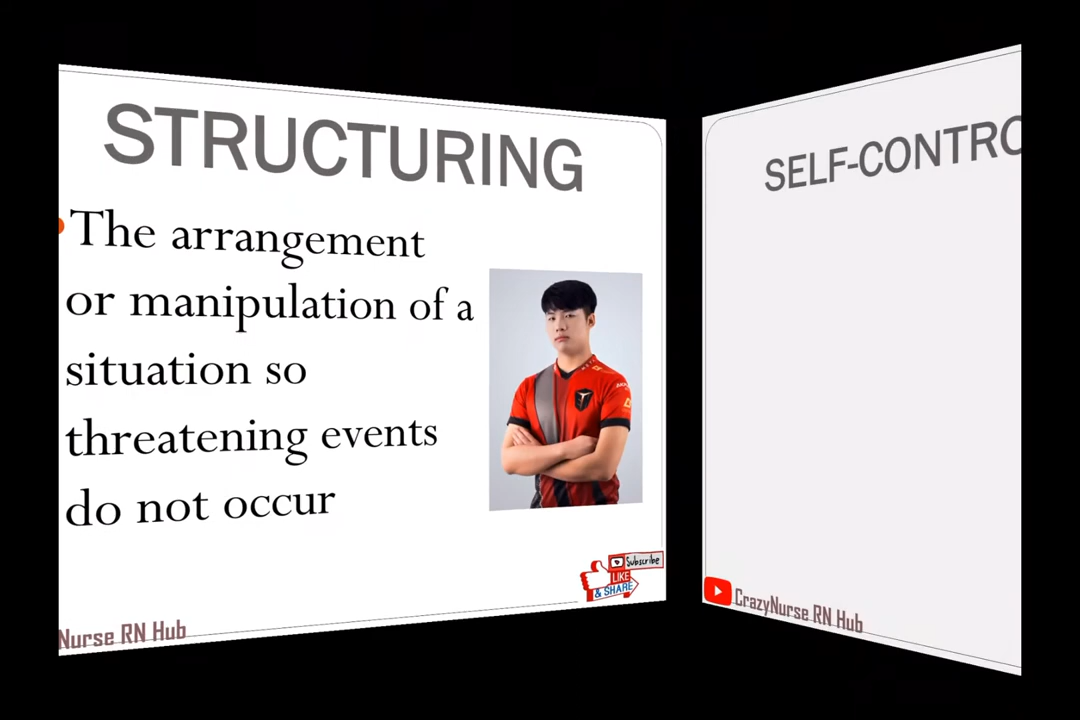 STRUCTURING
The arrangement
or manipulation of a
situation so
threatening events
do not occur
Subscribe
LIKE
& SHARE
Nurse RN Hub
SELF-CONTRO
CrazyNurse RN Hub